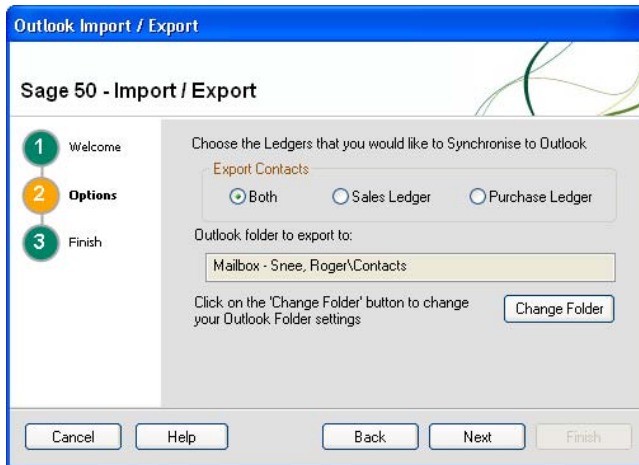 Outlook Import / Export
Sage 50 - Import / Export
1 Welcome
2 Options
3 Finish
Choose the Ledgers that you would like to Synchronise to Outlook
Export Contacts
Both Sales Ledger Purchase Ledger
Outlook folder to export to:
Mailbox - Snee, Roger\Contacts
Click on the 'Change Folder' button to change
your Outlook Folder settings
Change Folder
Cancel Help Back Next Finish